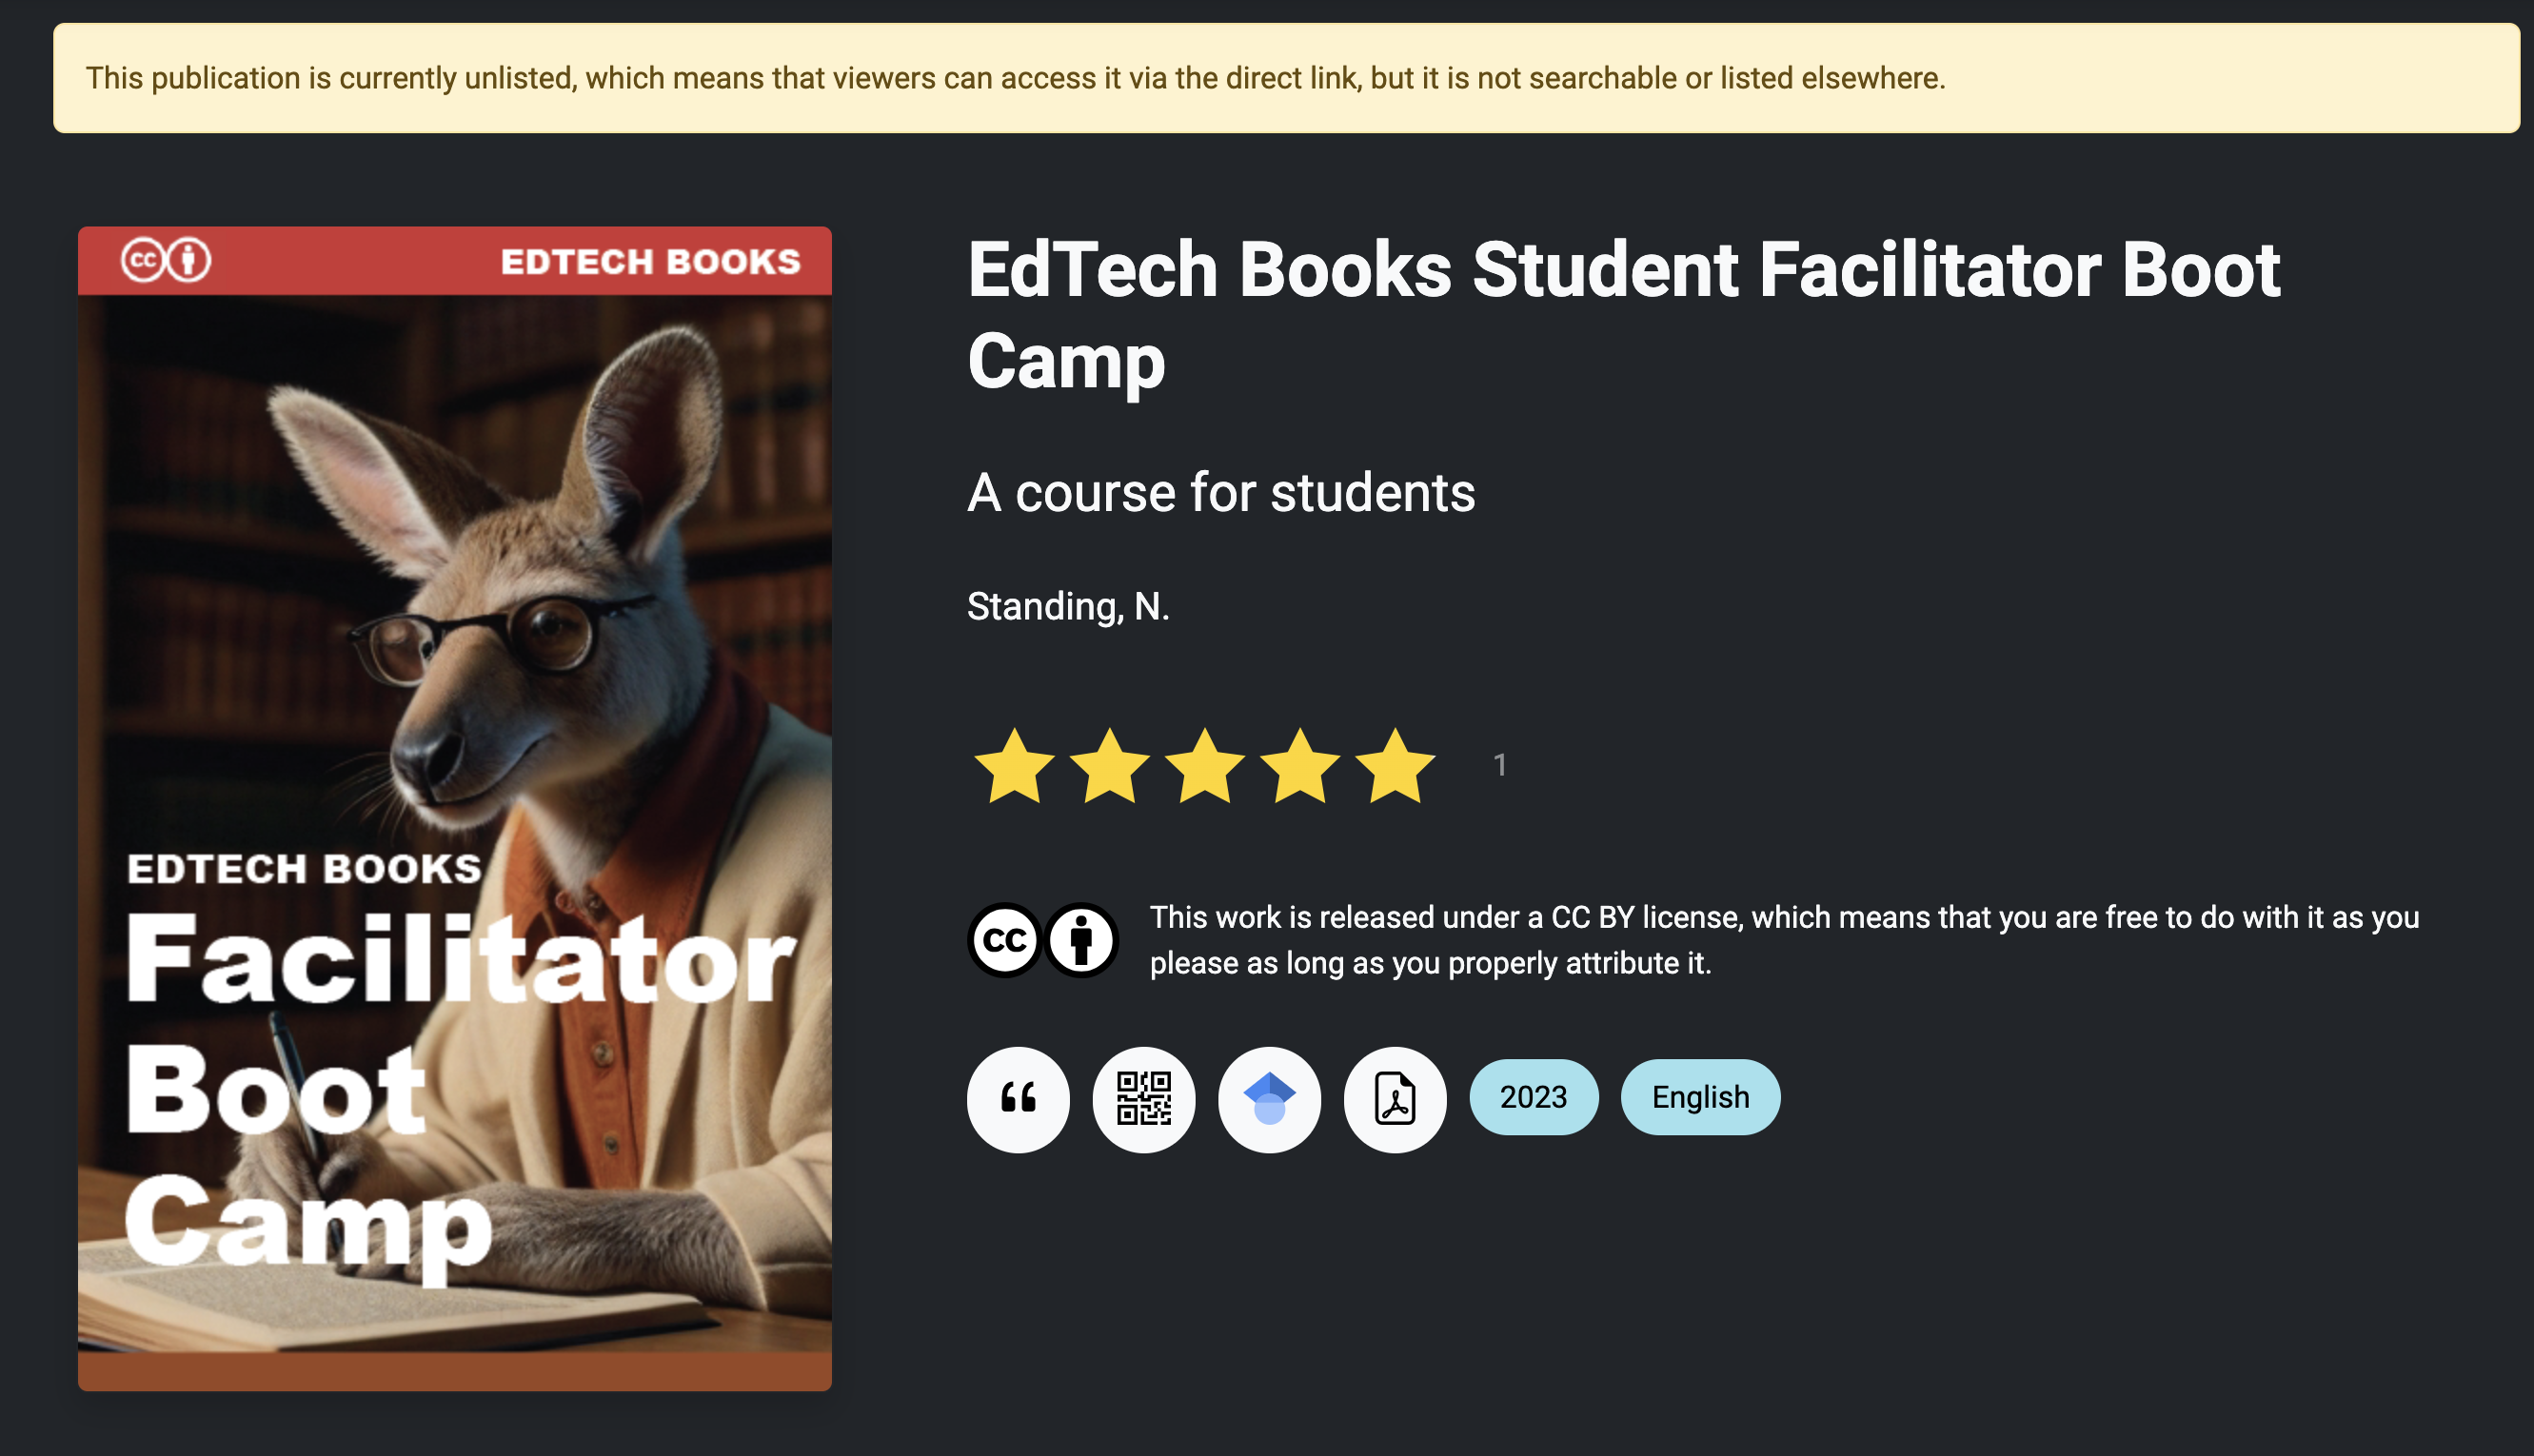 This publication is currently unlisted, which means that viewers can access it via the direct link, but it is not searchable or listed elsewhere.
cc
EDTECH BOOKS
EDTECH BOOKS
Facilitator
Boot
Camp
EdTech Books Student Facilitator Boot
Camp
A course for students
Standing, N.
1
cc
This work is released under a CC BY license, which means that you are free to do with it as you
please as long as you properly attribute it.
2023
English